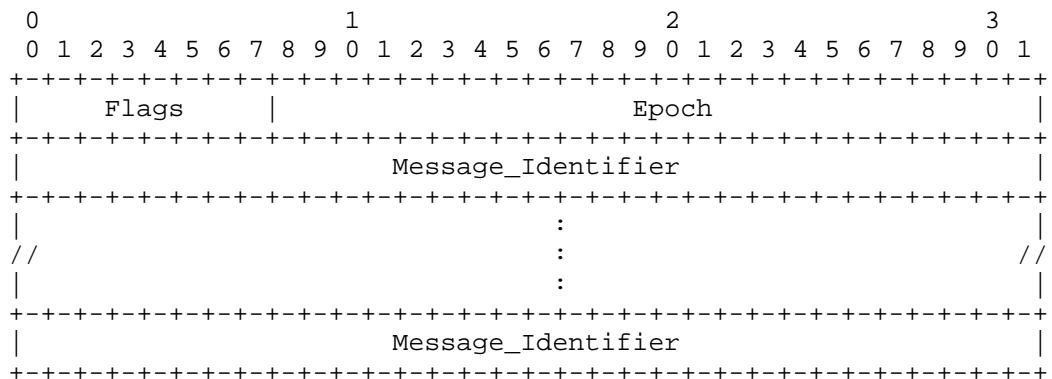 0                   1                   2                   3
 0 1 2 3 4 5 6 7 8 9 0 1 2 3 4 5 6 7 8 9 0 1 2 3 4 5 6 7 8 9 0 1
+-+-+-+-+-+-+-+-+-+-+-+-+-+-+-+-+-+-+-+-+-+-+-+-+-+-+-+-+-+-+-+-+
|     Flags     |                      Epoch                    |
+-+-+-+-+-+-+-+-+-+-+-+-+-+-+-+-+-+-+-+-+-+-+-+-+-+-+-+-+-+-+-+-+
|                       Message_Identifier                      |
+-+-+-+-+-+-+-+-+-+-+-+-+-+-+-+-+-+-+-+-+-+-+-+-+-+-+-+-+-+-+-+-+
|                                 :                             |
//                                :                            //
|                                 :                             |
+-+-+-+-+-+-+-+-+-+-+-+-+-+-+-+-+-+-+-+-+-+-+-+-+-+-+-+-+-+-+-+-+
|                       Message_Identifier                      |
+-+-+-+-+-+-+-+-+-+-+-+-+-+-+-+-+-+-+-+-+-+-+-+-+-+-+-+-+-+-+-+-+